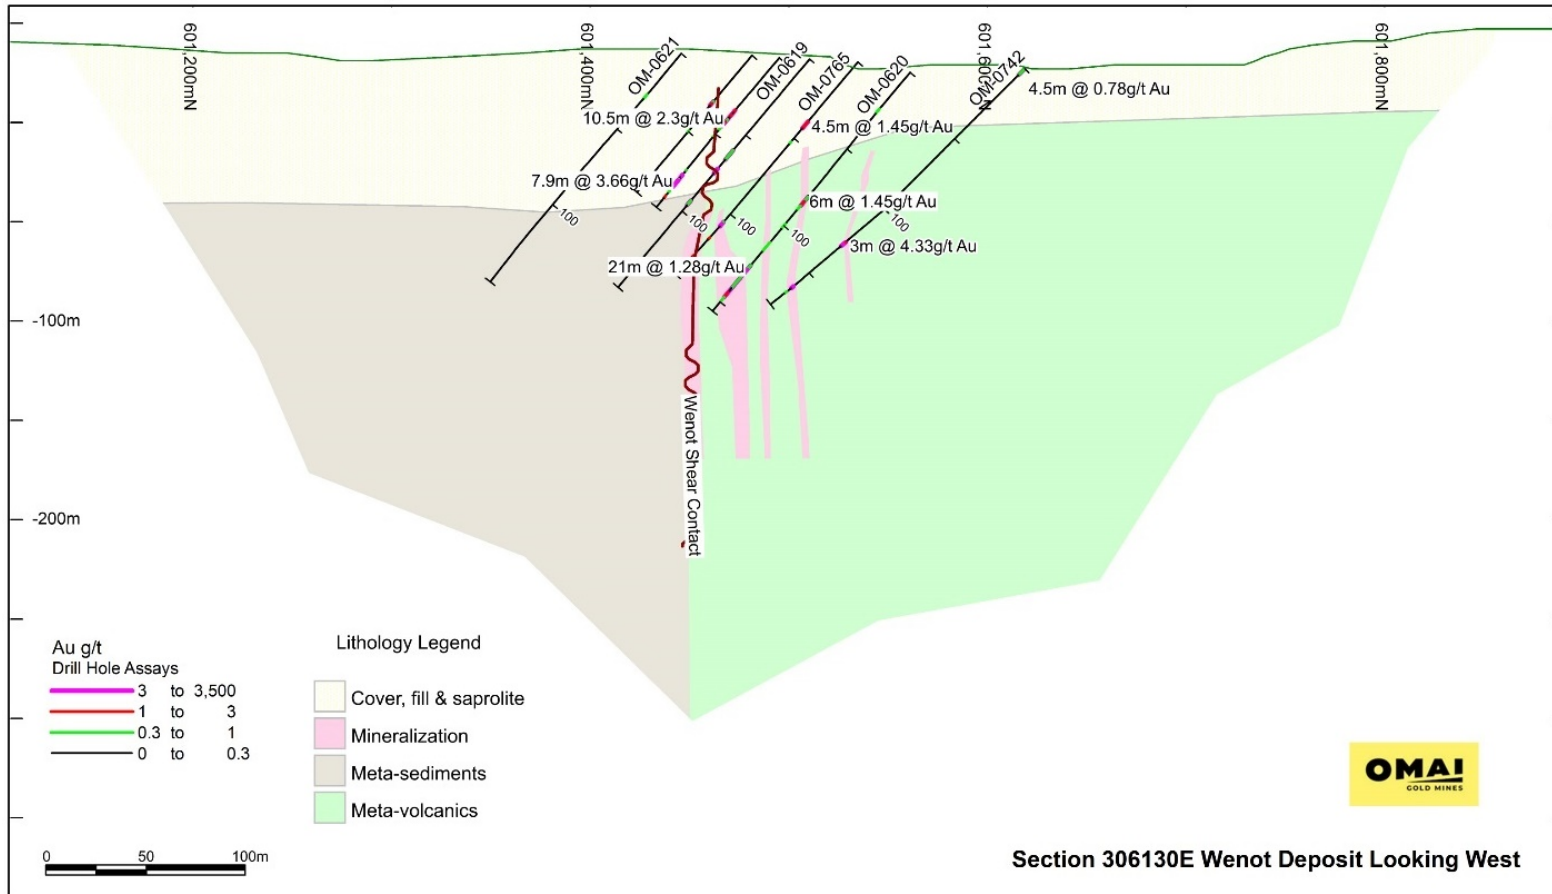 601,200mN
601,400mN
601,600mN
601,800mN
OM-0621
OM-0619
OM-0765
OM-0620
OM-0742
4.5m @ 0.78g/t Au
10.5m @ 2.3g/t Au
4.5m @ 1.45g/t Au
7.9m @ 3.66g/t Au
6m @ 1.45g/t Au
100
100
100
100
100
3m @ 4.33g/t Au
21m @ 1.28g/t Au
-100m
Wenot Shear Contact
-200m
Au g/t
Drill Hole Assays
3 to 3,500
1 to 3
0.3 to 1
0 to 0.3
Lithology Legend
Cover, fill & saprolite
Mineralization
Meta-sediments
Meta-volcanics
OMAI
GOLD MINES
0 50 100m
Section 306130E Wenot Deposit Looking West